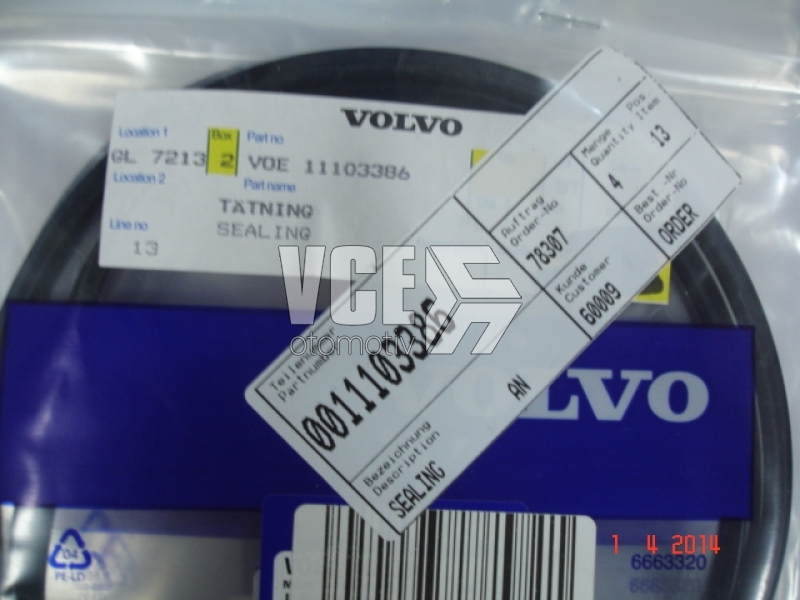 VOLVO
Location 1
Box
Part no
GL 7213 2 VOE 11103386
Location 2
Part name
TÄTNING
Line no
SEALING
13
Menge Pos
Quantity Item
4 13
Auftrag
Order-No
78307
Best.-Nr
Order-No
ORDER
Kunde
Customer
60009
Teilenummer
Partnumber
0011103386
AN
Bezeichnung
Description
SEALING
VCE
otomotiv
VOLVO
04
PE-LD
1 4 2014
6663320